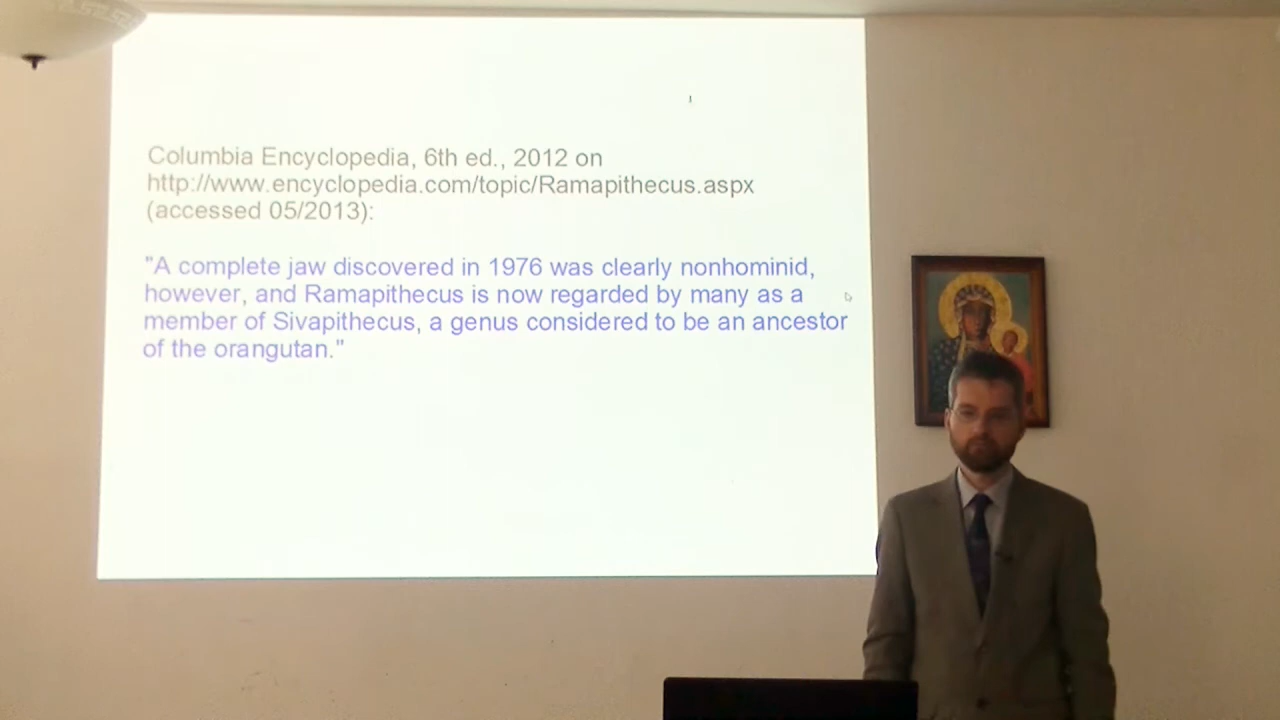 Columbia Encyclopedia, 6th ed., 2012 on
http://www.encyclopedia.com/topic/Ramapithecus.aspx
(accessed 05/2013):
"A complete jaw discovered in 1976 was clearly nonhominid,
however, and Ramapithecus is now regarded by many as a
member of Sivapithecus, a genus considered to be an ancestor
of the orangutan."